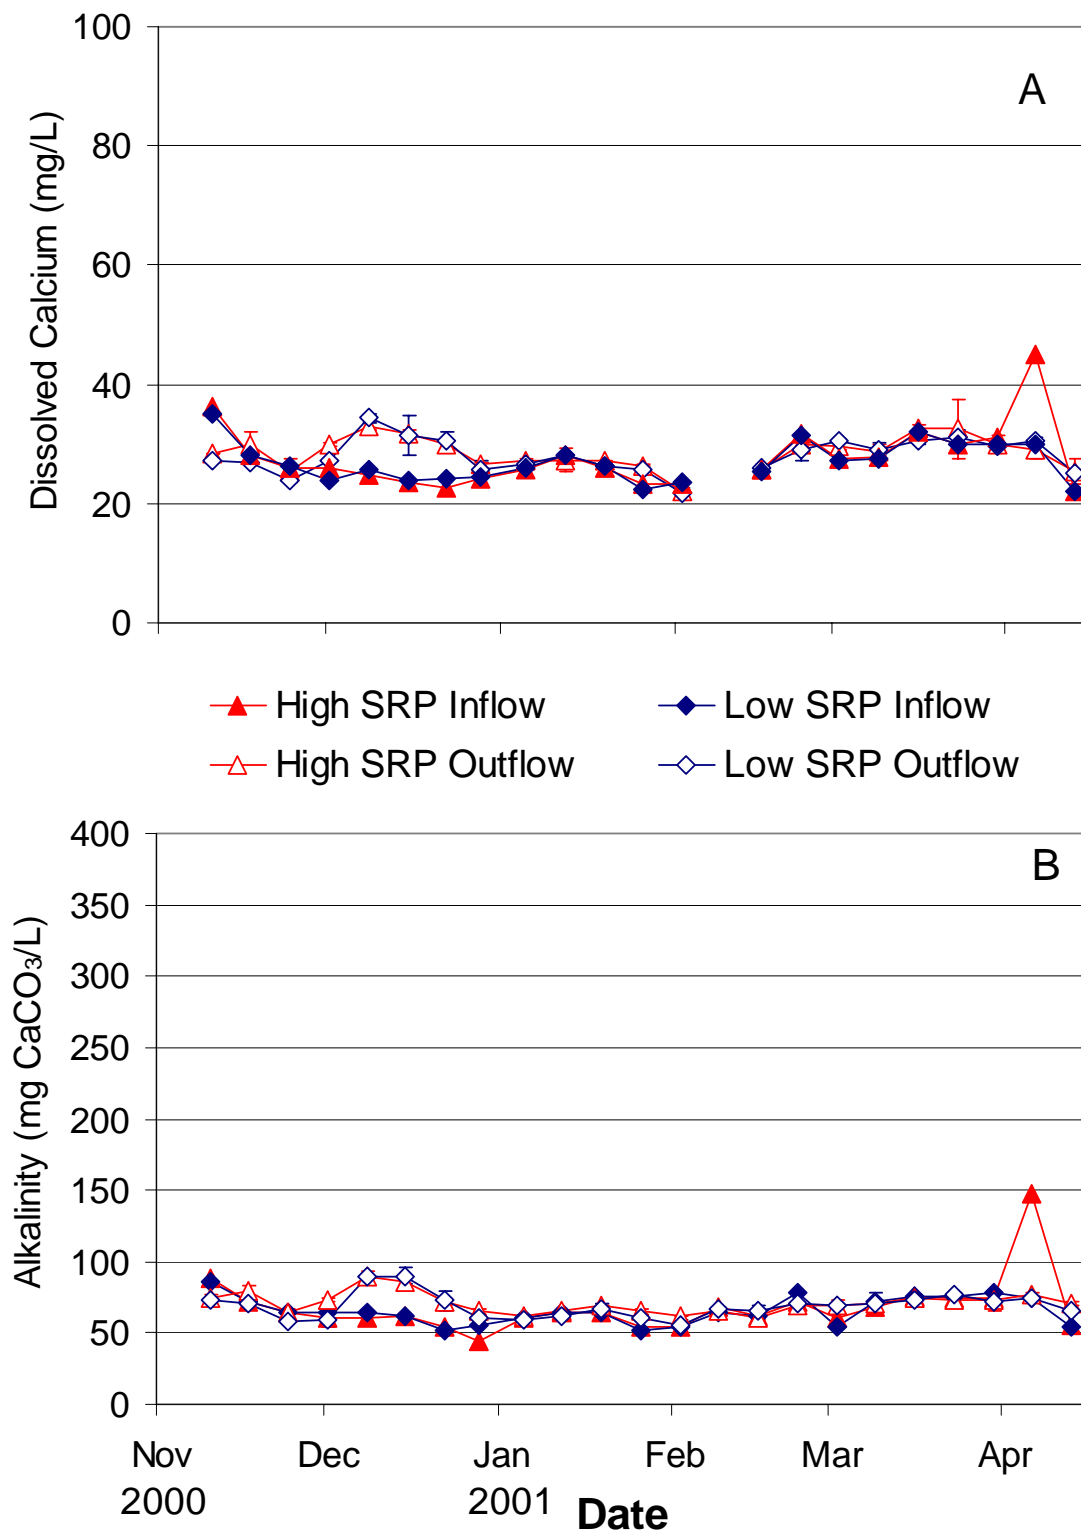 100
A
80
60
40
20
0
Dissolved Calcium (mg/L)
High SRP Inflow
Low SRP Inflow
High SRP Outflow
Low SRP Outflow
400
B
350
300
250
200
150
100
50
0
Alkalinity (mg CaCO₃/L)
Nov Dec Jan Feb Mar Apr
2000 2001
Date